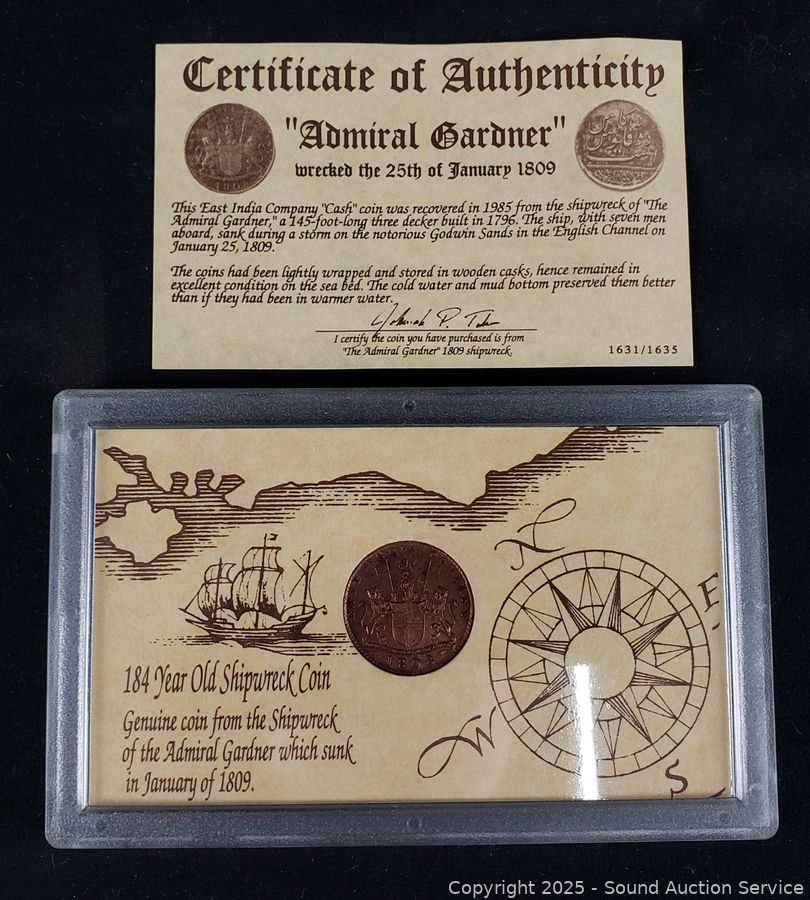 Certificate of Authenticity
"Admiral Gardner"
wrecked the 25th of January 1809
1808
X.CASH
This East India Company "Cash" coin was recovered in 1985 from the shipwreck of "The
Admiral Gardner," a 145-foot-long three decker built in 1796. The ship, with seven men
aboard, sank during a storm on the notorious Godwin Sands in the English Channel on
January 25, 1809.
The coins had been lightly wrapped and stored in wooden casks, hence remained in
excellent condition on the sea bed. The cold water and mud bottom preserved them better
than if they had been in warmer water.
I certify the coin you have purchased is from
"The Admiral Gardner" 1809 shipwreck.
1631/1635
N
E
S
W
1808
184 Year Old Shipwreck Coin
Genuine coin from the Shipwreck
of the Admiral Gardner which sunk
in January of 1809.
Copyright 2025 - Sound Auction Service